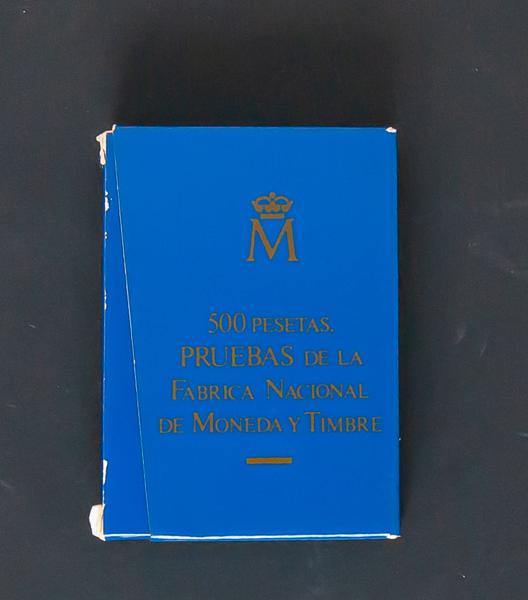 M
500 PESETAS.
PRUEBAS DE LA
FABRICA NACIONAL
DE MONEDA Y TIMBRE